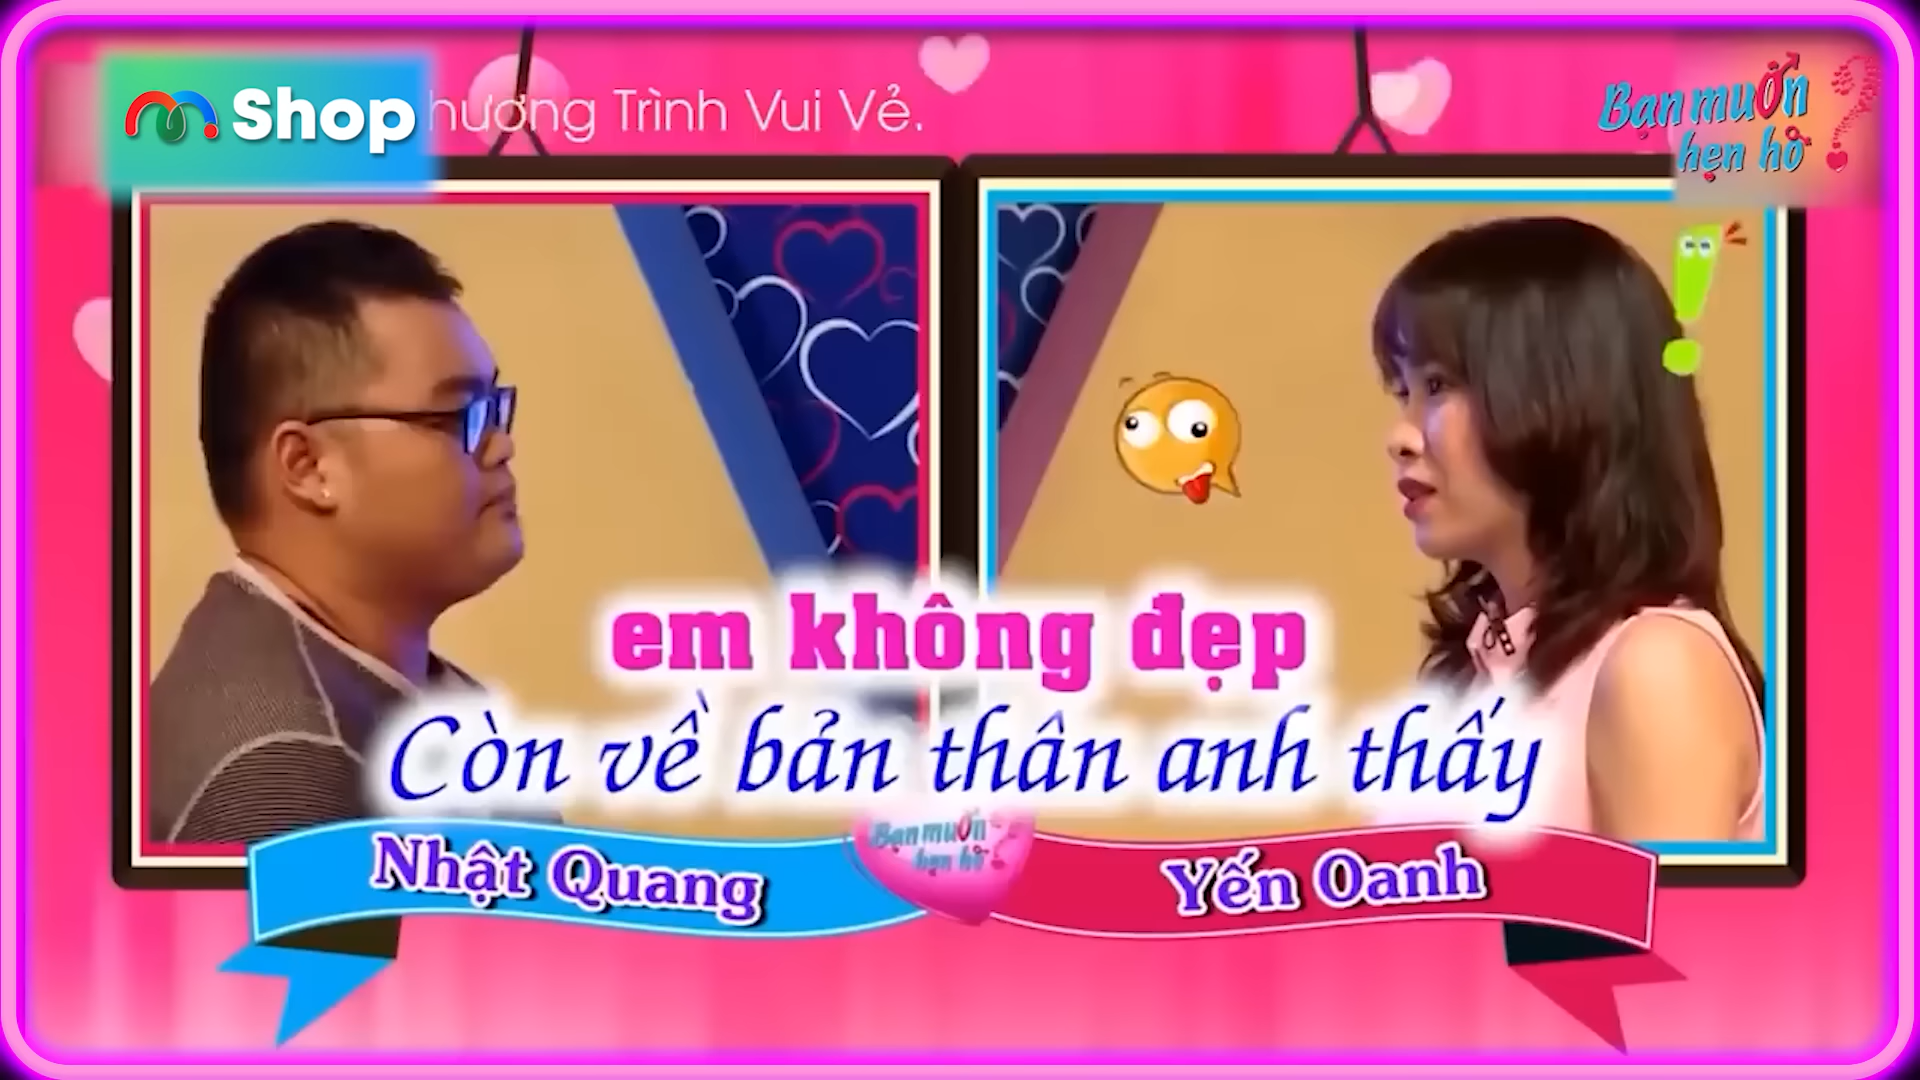 Shop
hương Trình Vui Vẻ.
Bạn muốn
hẹn hò
em không đẹp
Còn về bản thân anh thấy
Bạn muốn
hẹn hò
Nhật Quang
Yến Oanh